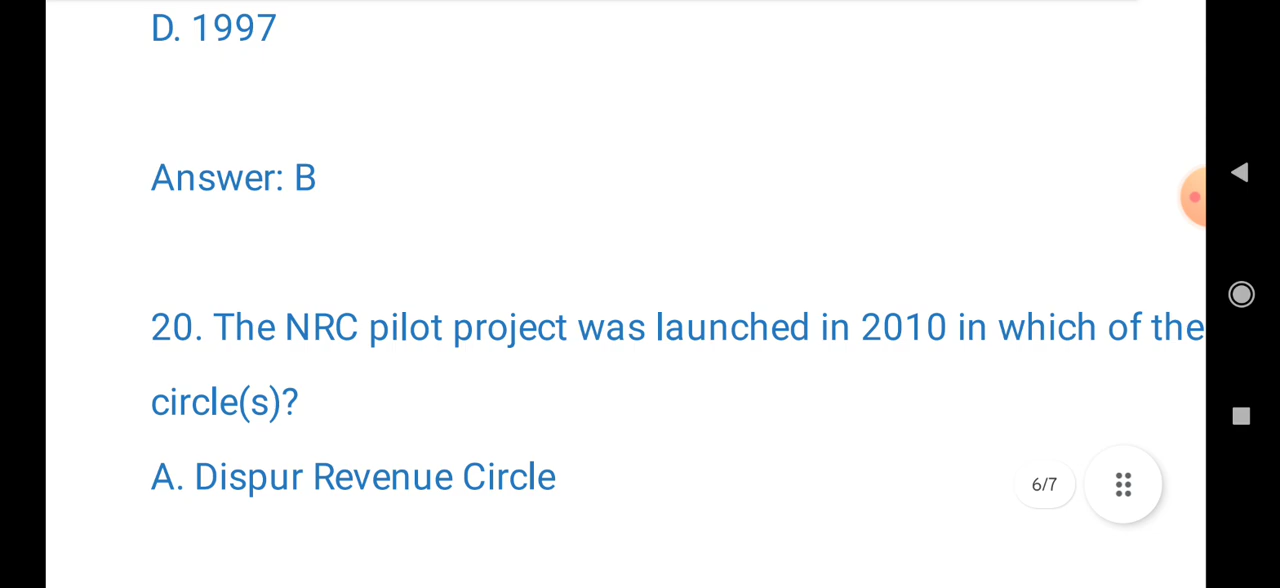 D. 1997
Answer: B
20. The NRC pilot project was launched in 2010 in which of the
circle(s)?
A. Dispur Revenue Circle
6/7